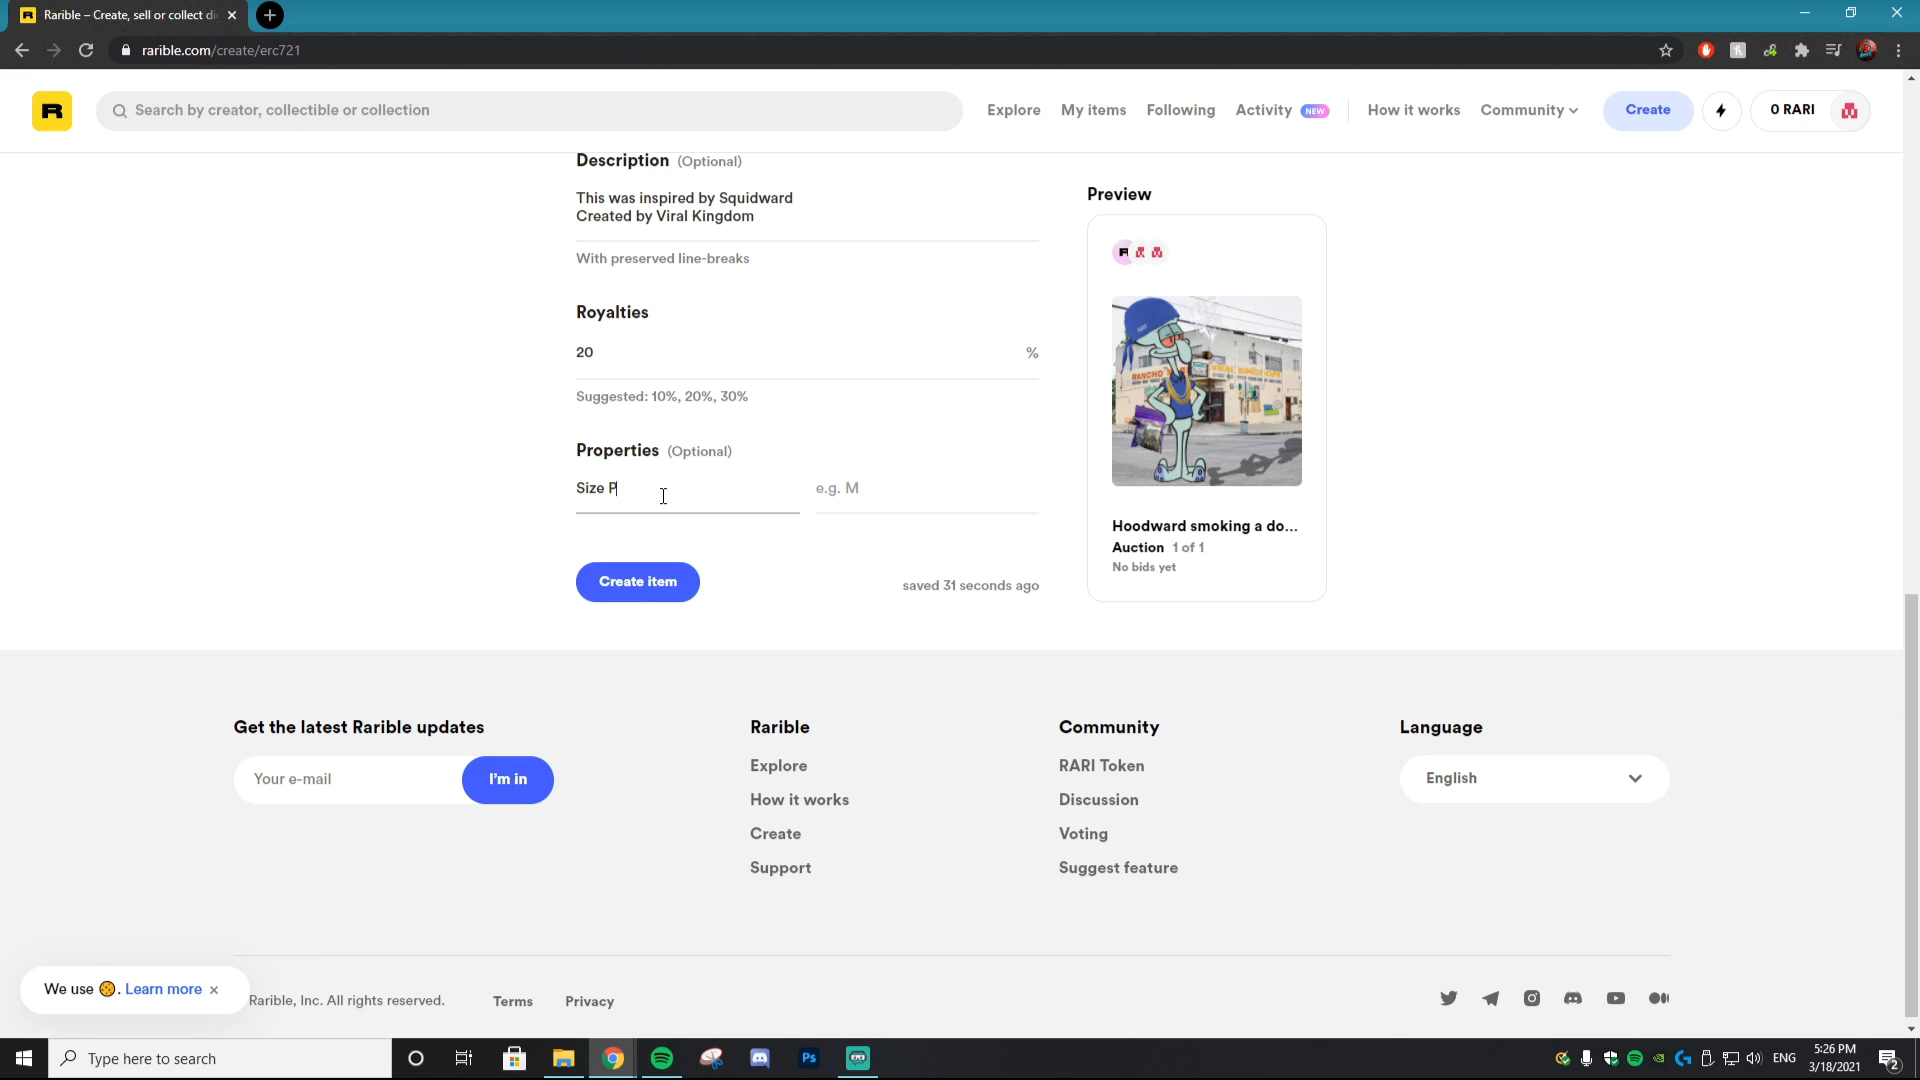 Rarible – Create, sell or collect di
rarible.com/create/erc721
Search by creator, collectible or collection
Explore
My items
Following
Activity NEW
How it works
Community
Create
0 RARI
Description (Optional)
This was inspired by Squidward
Created by Viral Kingdom
With preserved line-breaks
Royalties
20
%
Suggested: 10%, 20%, 30%
Properties (Optional)
Size P
e.g. M
Create item
saved 31 seconds ago
Preview
RANCHO
VIRAL KINGDOM
Hoodward smoking a do...
Auction 1 of 1
No bids yet
Get the latest Rarible updates
Your e-mail
I'm in
Rarible
Explore
How it works
Create
Support
Community
RARI Token
Discussion
Voting
Suggest feature
Language
English
We use 🍪. Learn more ×
Rarible, Inc. All rights reserved.
Terms
Privacy
Type here to search
Ps
ENG
5:26 PM
3/18/2021
2